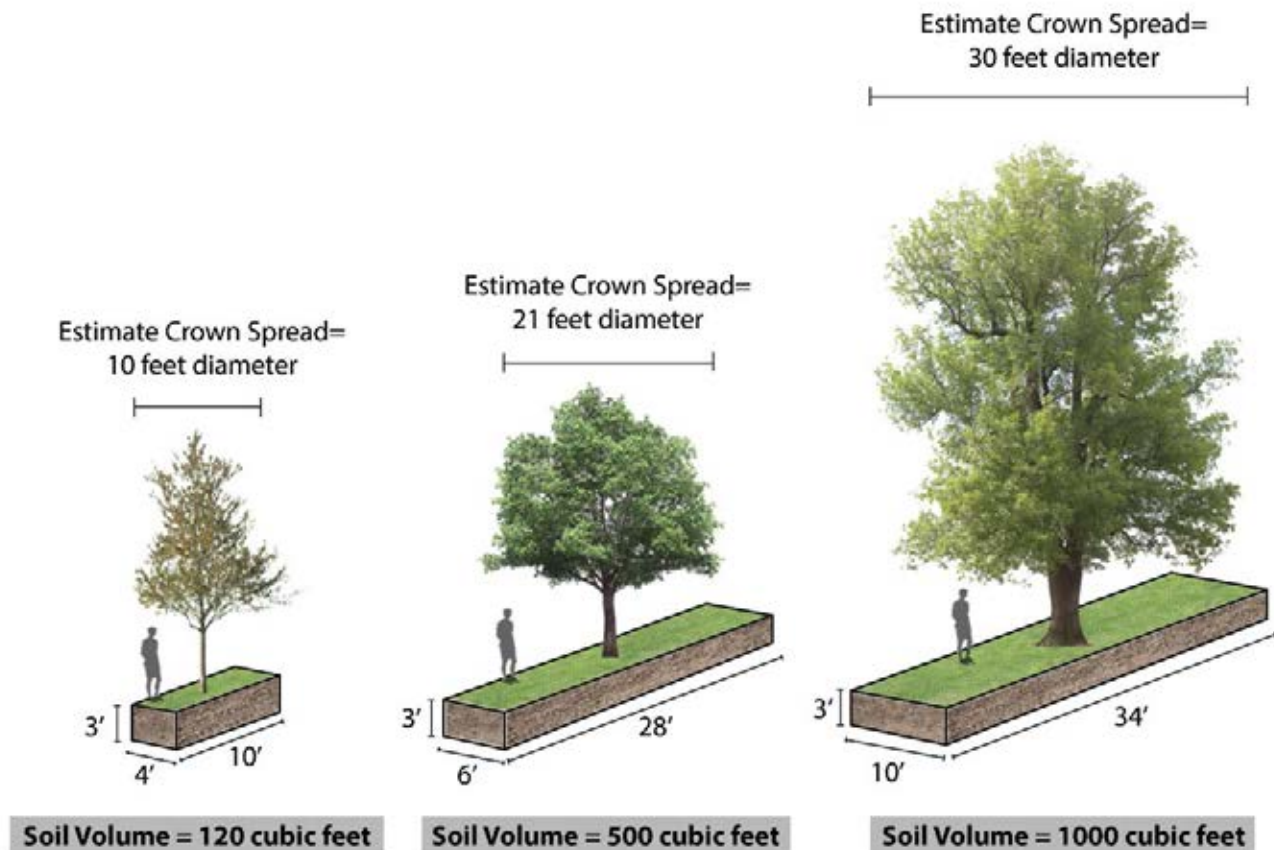 Estimate Crown Spread=
10 feet diameter
3’
4’
10’
Soil Volume = 120 cubic feet
Estimate Crown Spread=
21 feet diameter
3’
6’
28’
Soil Volume = 500 cubic feet
Estimate Crown Spread=
30 feet diameter
3’
10’
34’
Soil Volume = 1000 cubic feet